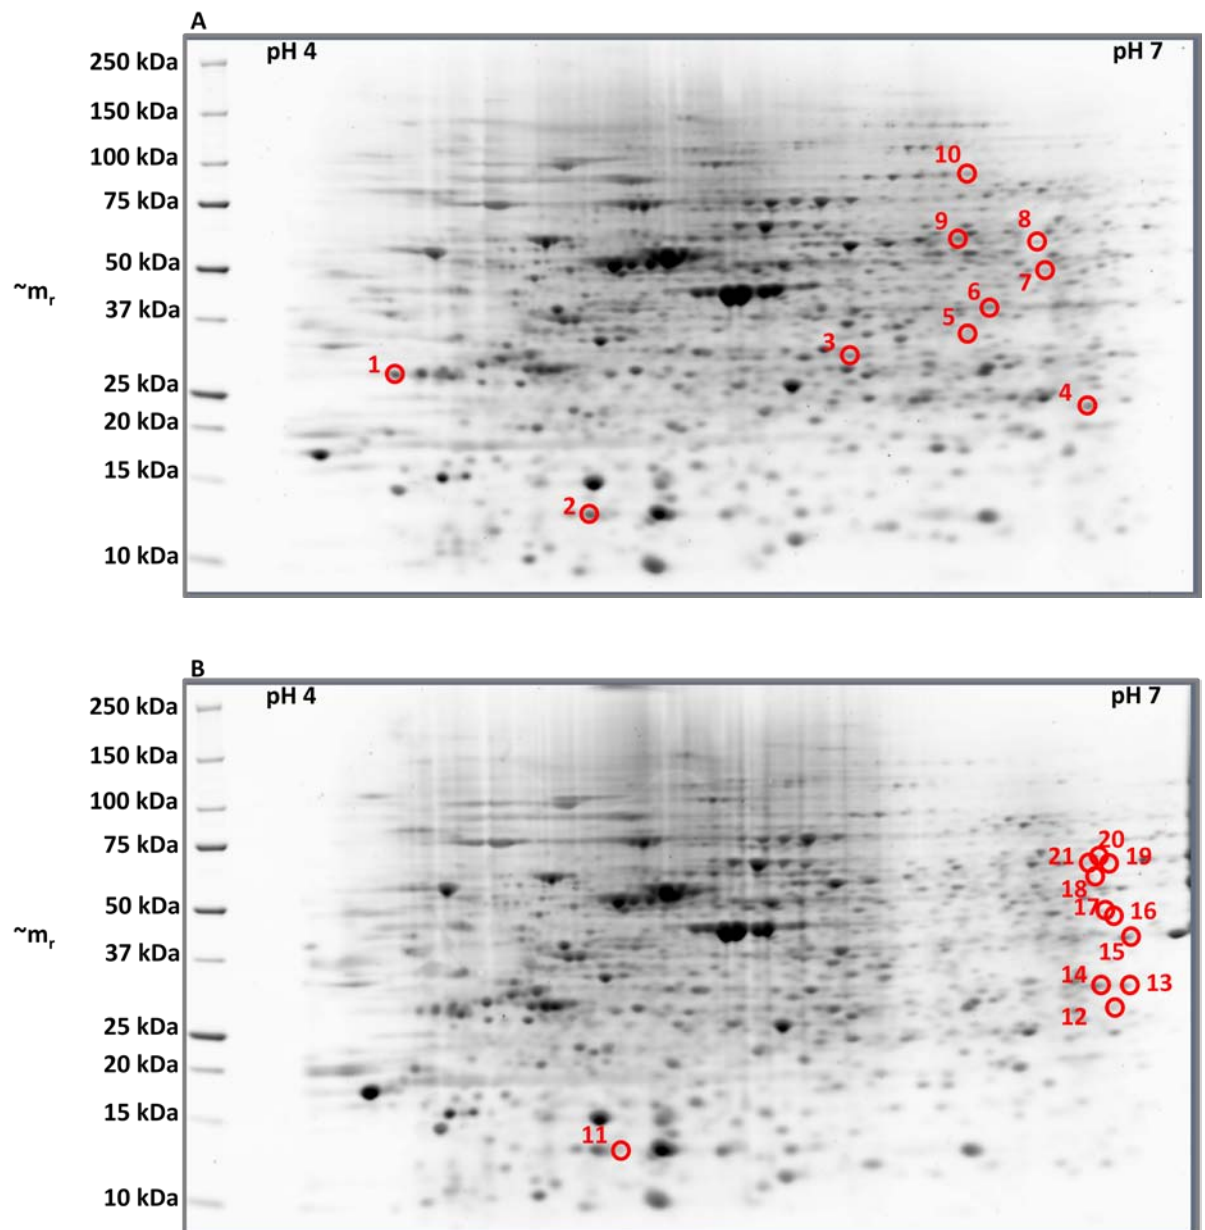 A
pH 4 pH 7
250 kDa
150 kDa
100 kDa
10
75 kDa
9 8
50 kDa
7
~mr
6
37 kDa
5
3
1
25 kDa
4
20 kDa
15 kDa
2
10 kDa
B
pH 4 pH 7
250 kDa
150 kDa
100 kDa
75 kDa
20
21 19
18
50 kDa
17 16
~mr
37 kDa
15
14 13
12
25 kDa
20 kDa
15 kDa
11
10 kDa